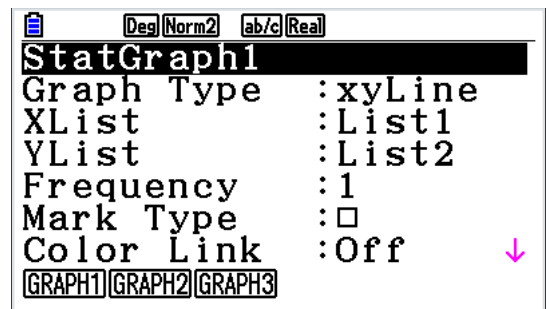 Deg Norm2 ab/c Real
StatGraph1
Graph Type :xyLine
XList :List1
YList :List2
Frequency :1
Mark Type :□
Color Link :Off ↓
GRAPH1 GRAPH2 GRAPH3